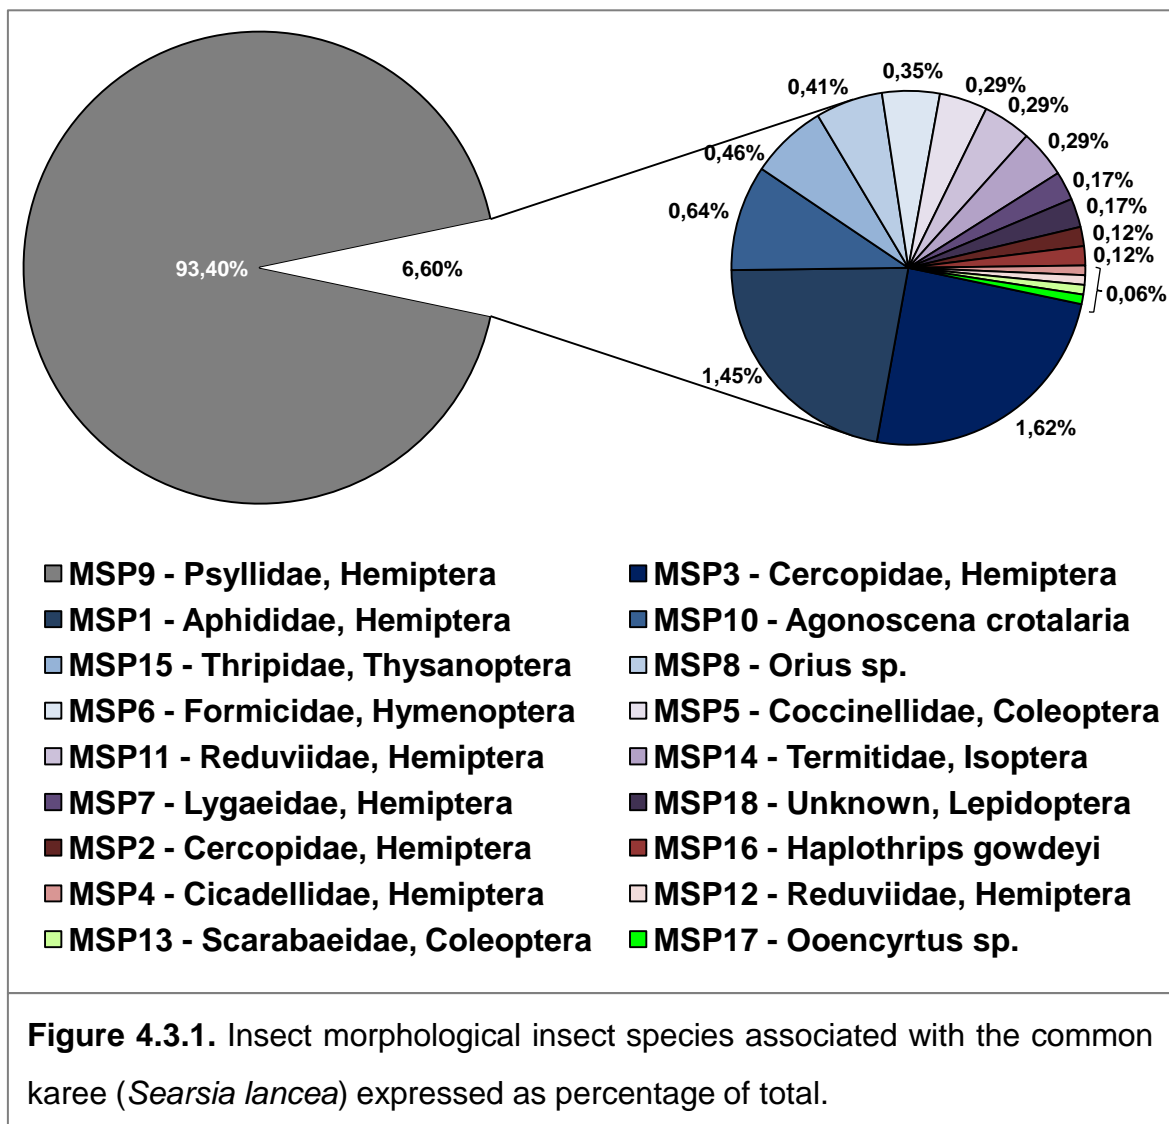 93,40%
6,60%
0,35%
0,41%
0,29%
0,29%
0,29%
0,46%
0,17%
0,64%
0,17%
0,12%
0,12%
0,06%
1,45%
1,62%
MSP9 - Psyllidae, Hemiptera
MSP3 - Cercopidae, Hemiptera
MSP1 - Aphididae, Hemiptera
MSP10 - Agonoscena crotalaria
MSP15 - Thripidae, Thysanoptera
MSP8 - Orius sp.
MSP6 - Formicidae, Hymenoptera
MSP5 - Coccinellidae, Coleoptera
MSP11 - Reduviidae, Hemiptera
MSP14 - Termitidae, Isoptera
MSP7 - Lygaeidae, Hemiptera
MSP18 - Unknown, Lepidoptera
MSP2 - Cercopidae, Hemiptera
MSP16 - Haplothrips gowdeyi
MSP4 - Cicadellidae, Hemiptera
MSP12 - Reduviidae, Hemiptera
MSP13 - Scarabaeidae, Coleoptera
MSP17 - Ooencyrtus sp.
Figure 4.3.1. Insect morphological insect species associated with the common
karee (Searsia lancea) expressed as percentage of total.